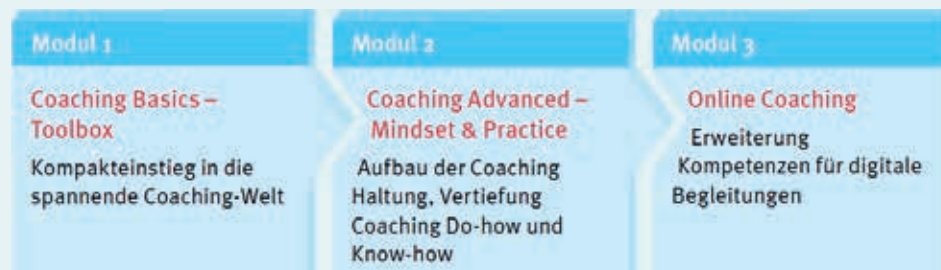 Modul 1
Coaching Basics –
Toolbox
Kompakteinstieg in die
spannende Coaching-Welt
Modul 2
Coaching Advanced –
Mindset & Practice
Aufbau der Coaching
Haltung, Vertiefung
Coaching Do-how und
Know-how
Modul 3
Online Coaching
Erweiterung
Kompetenzen für digitale
Begleitungen